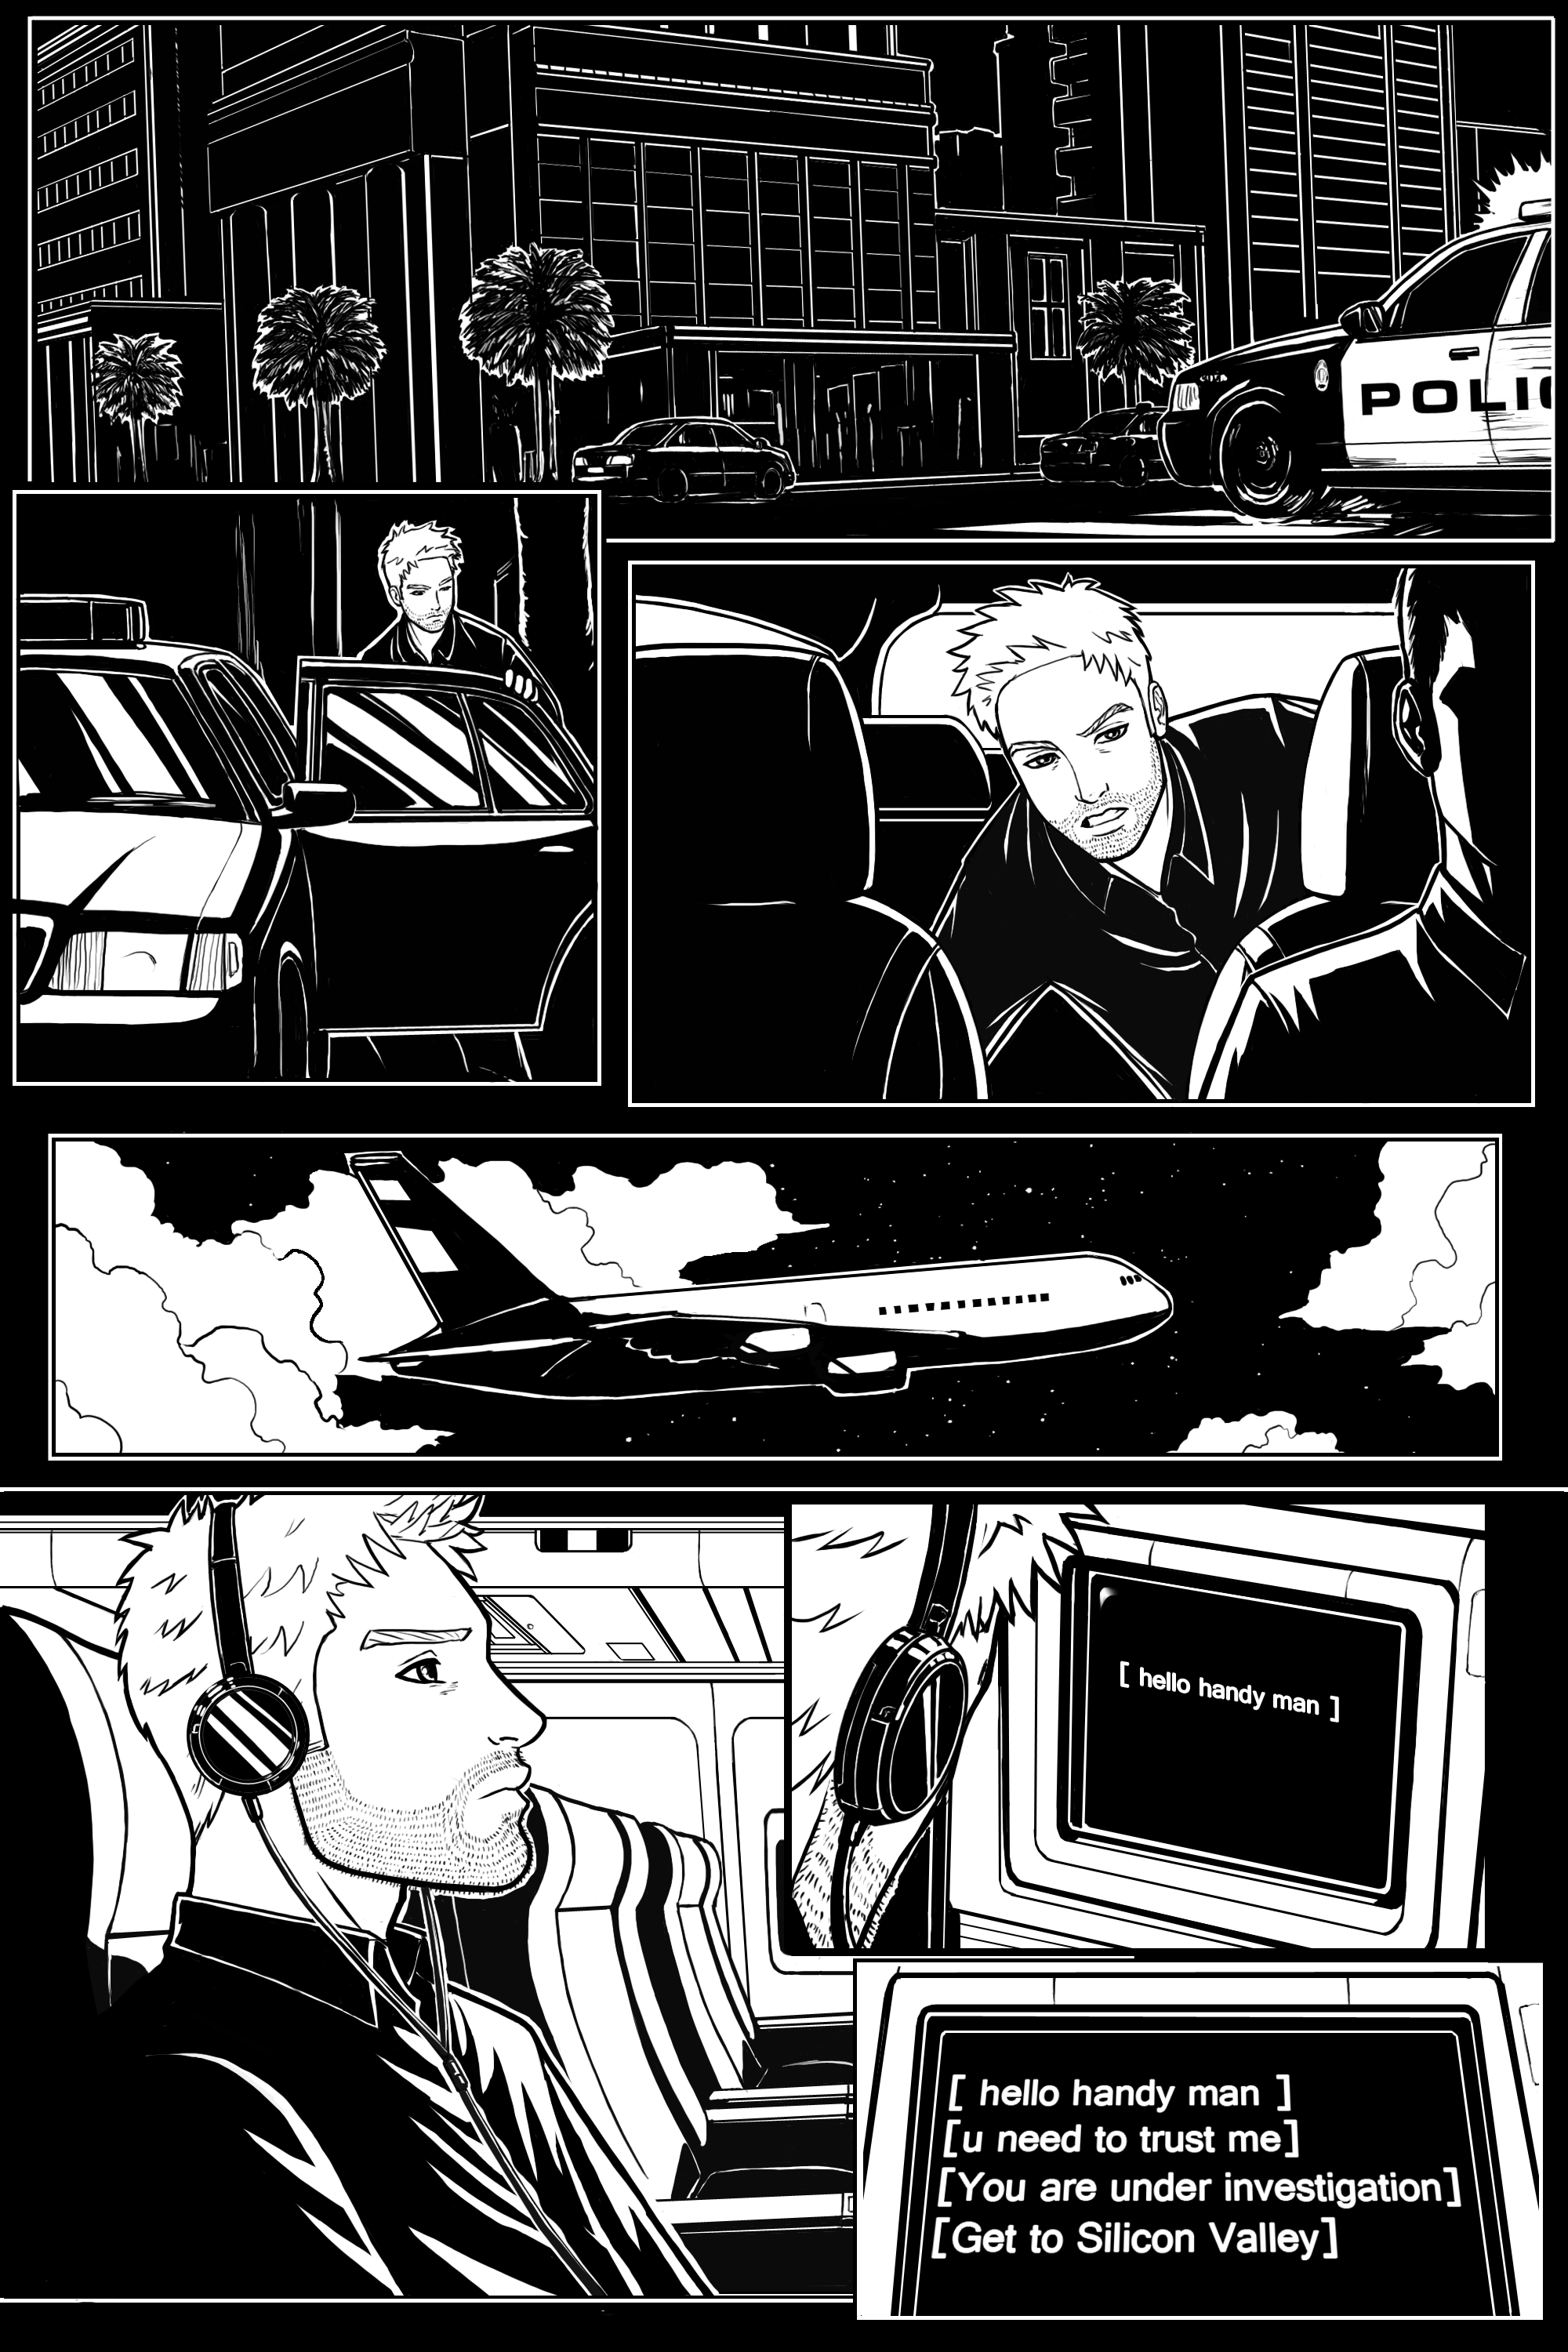 POLIC
[ hello handy man ]
[ hello handy man ]
[u need to trust me]
[You are under investigation]
[Get to Silicon Valley]